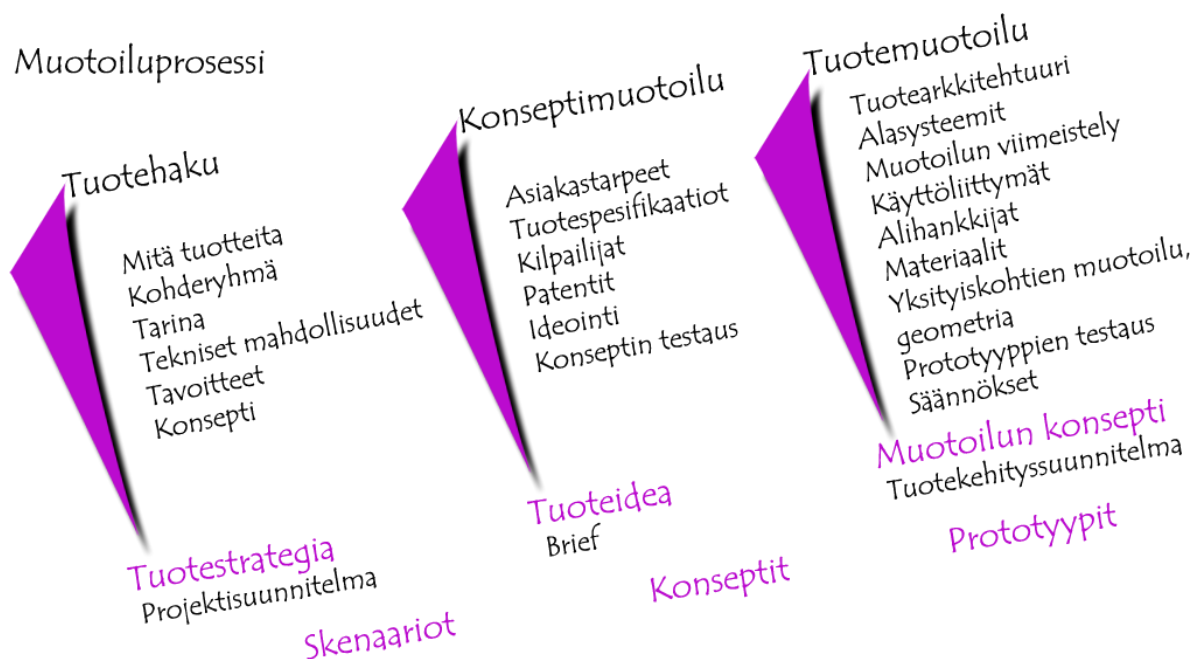 Muotoiluprosessi
Tuotehaku
Mitä tuotteita
Kohderyhmä
Tarina
Tekniset mahdollisuudet
Tavoitteet
Konsepti
Tuotestrategia
Projektisuunnitelma
Skenaariot
Konseptimuotoilu
Asiakastarpeet
Tuotespesifikaatiot
Kilpailijat
Patentit
Ideointi
Konseptin testaus
Tuoteidea
Brief
Konseptit
Tuotemuotoilu
Tuotearkkitehtuuri
Alasysteemit
Muotoilun viimeistely
Käyttöliittymät
Alihankkijat
Materiaalit
Yksityiskohtien muotoilu,
geometria
Prototyyppien testaus
Säännökset
Muotoilun konsepti
Tuotekehityssuunnitelma
Prototyypit